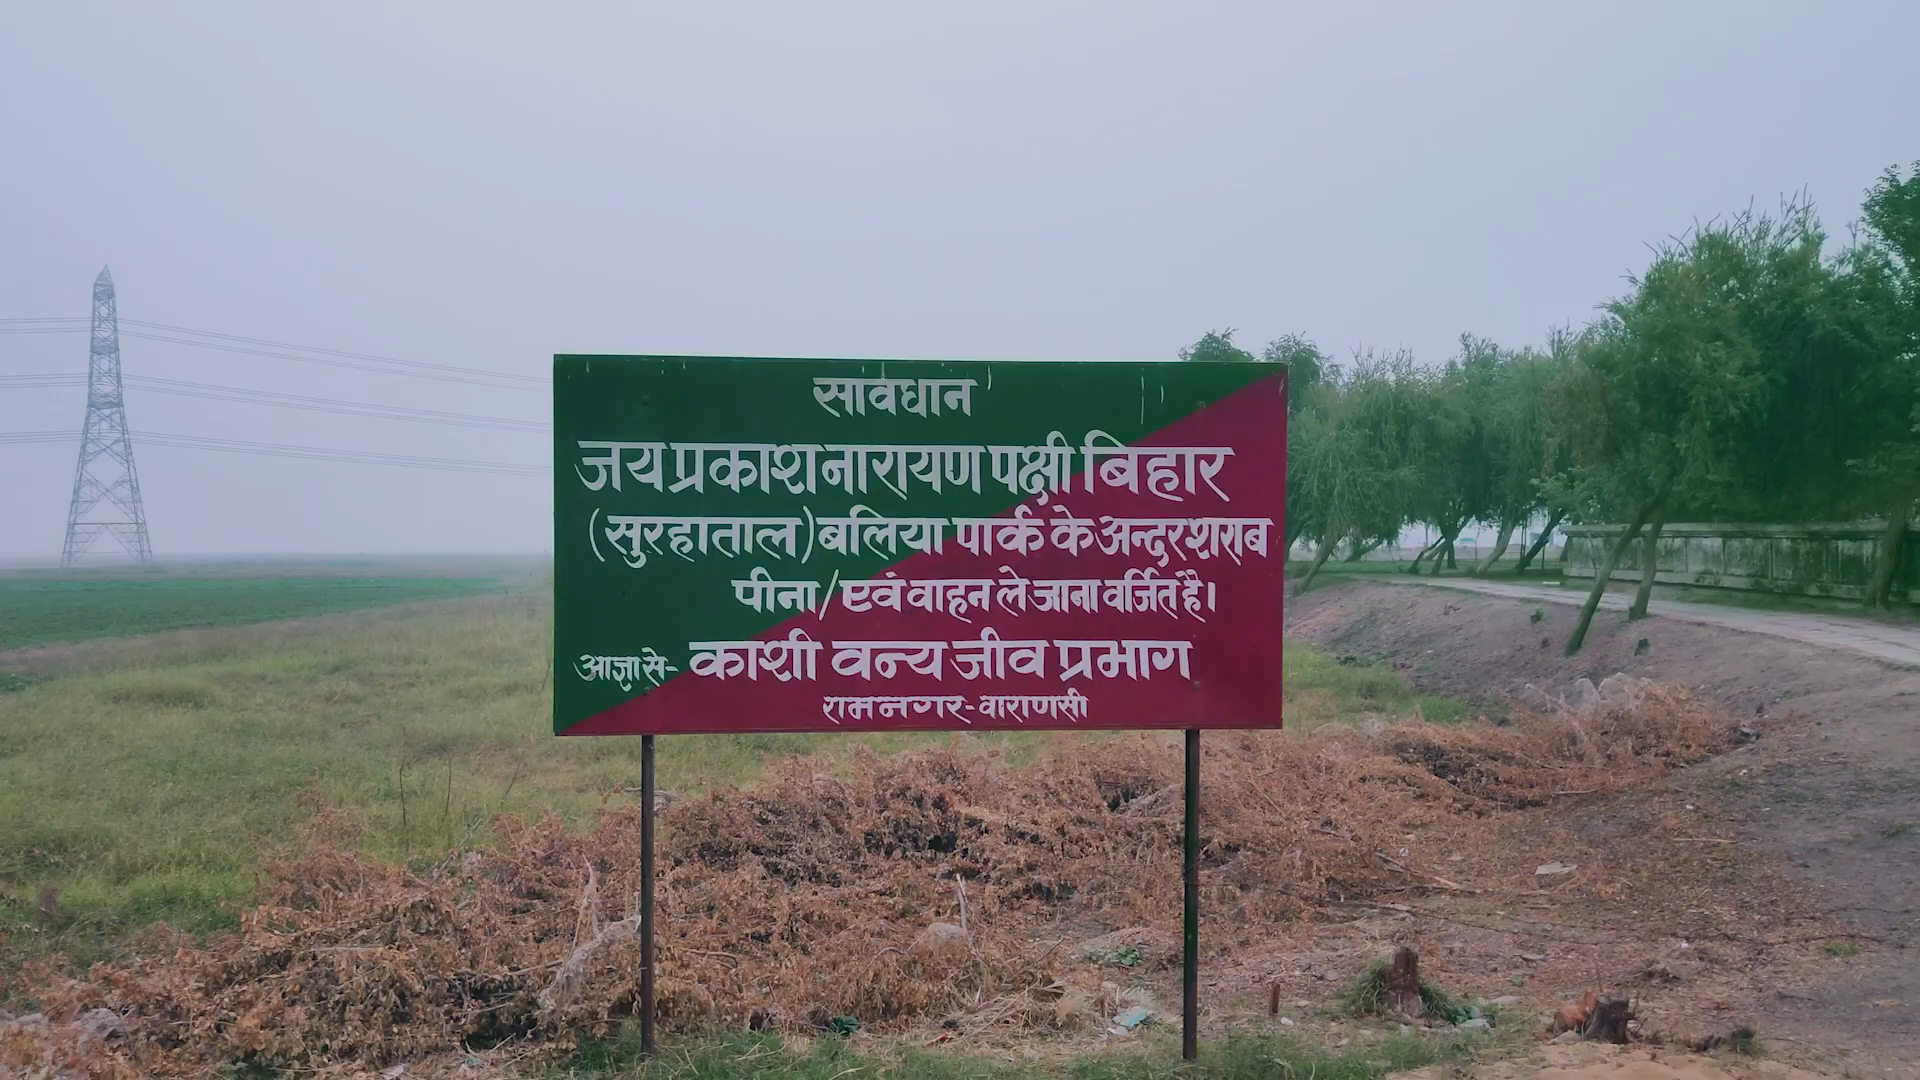 सावधान
जय प्रकाश नारायण पक्षी बिहार
(सुरहाताल) बलिया पार्क के अन्दर शराब
पीना/एवं वाहन ले जाना वर्जित है।
आज्ञा से- काशी वन्य जीव प्रभाग
रामनगर-वाराणसी